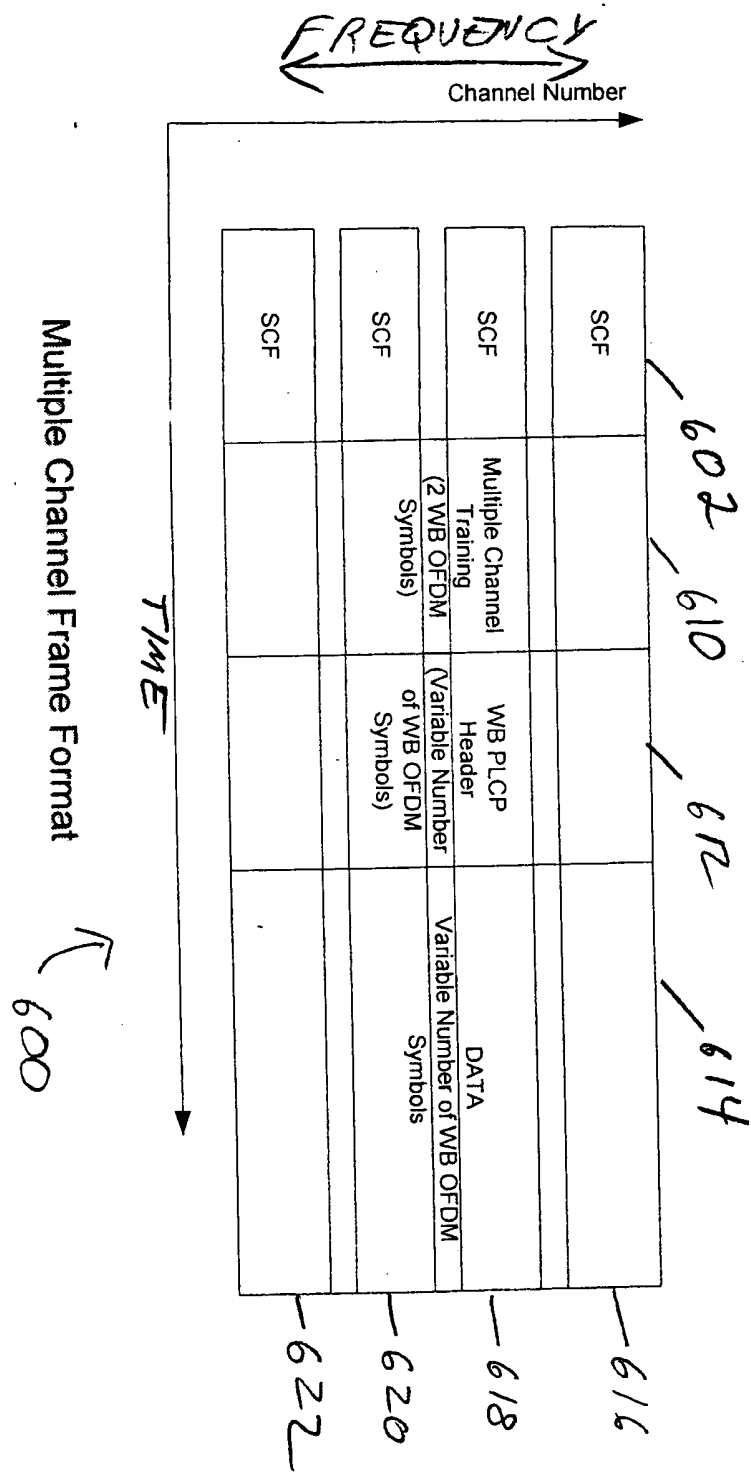 FREQUENCY
Channel Number
SCF
SCF
SCF
SCF
Multiple Channel
Training
(2 WB OFDM
Symbols)
WB PLCP
Header
(Variable Number
of WB OFDM
Symbols)
DATA
Variable Number of WB OFDM
Symbols
602
610
612
614
616
618
620
622
TIME
Multiple Channel Frame Format
600